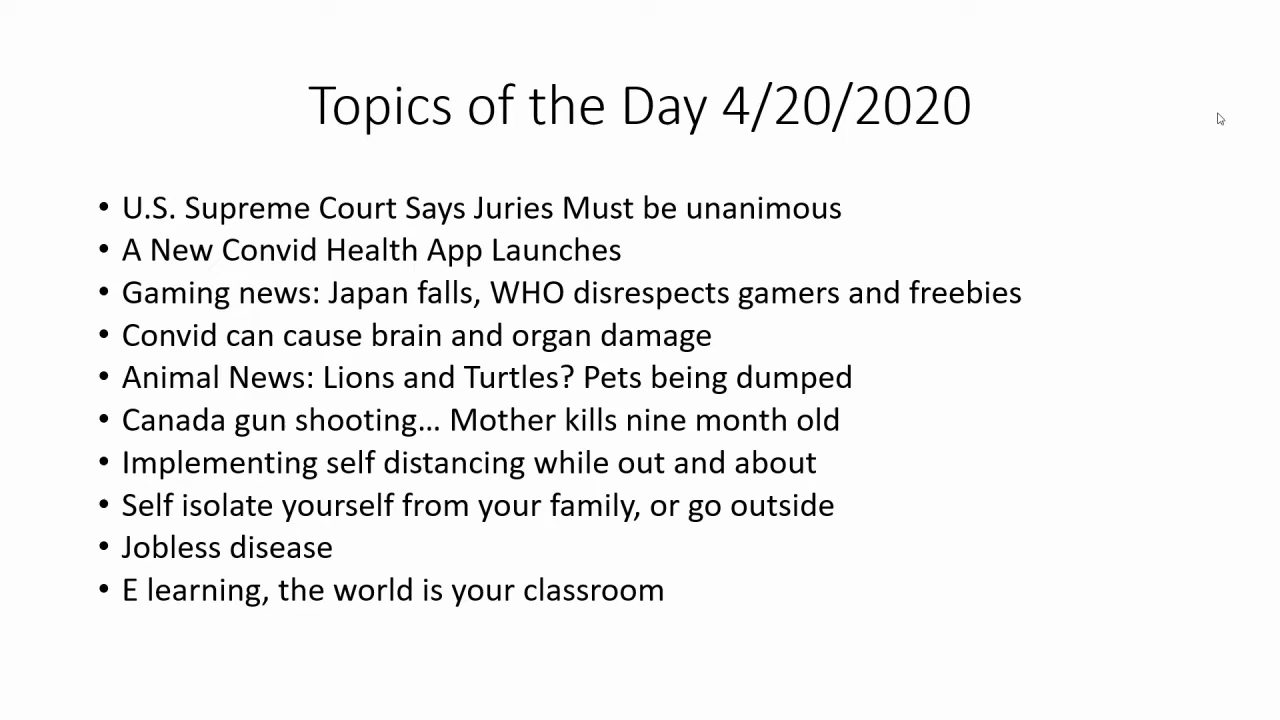 Topics of the Day 4/20/2020
• U.S. Supreme Court Says Juries Must be unanimous
• A New Convid Health App Launches
• Gaming news: Japan falls, WHO disrespects gamers and freebies
• Convid can cause brain and organ damage
• Animal News: Lions and Turtles? Pets being dumped
• Canada gun shooting... Mother kills nine month old
• Implementing self distancing while out and about
• Self isolate yourself from your family, or go outside
• Jobless disease
• E learning, the world is your classroom